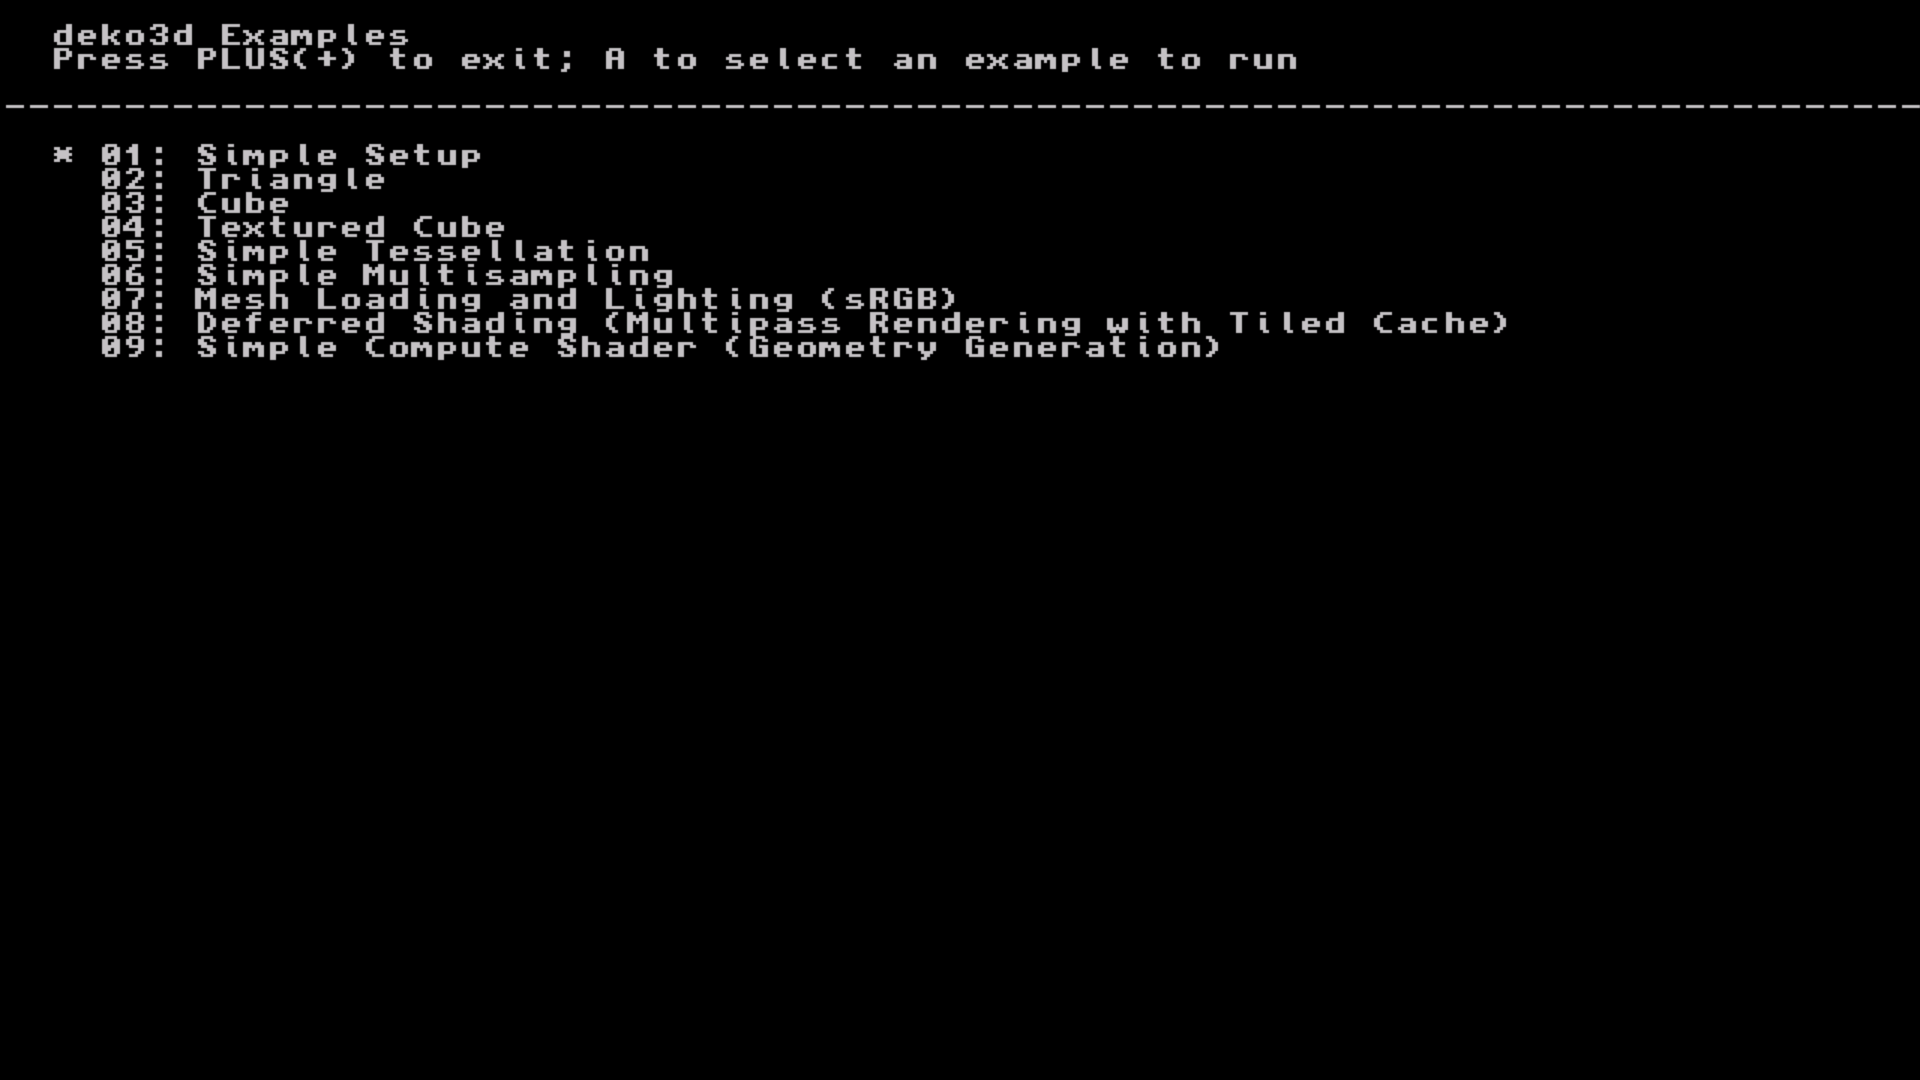 deko3d Examples
Press PLUS(+) to exit; A to select an example to run
--------------------------------------------------------------------------------
* 01: Simple Setup
02: Triangle
03: Cube
04: Textured Cube
05: Simple Tessellation
06: Simple Multisampling
07: Mesh Loading and Lighting (sRGB)
08: Deferred Shading (Multipass Rendering with Tiled Cache)
09: Simple Compute Shader (Geometry Generation)